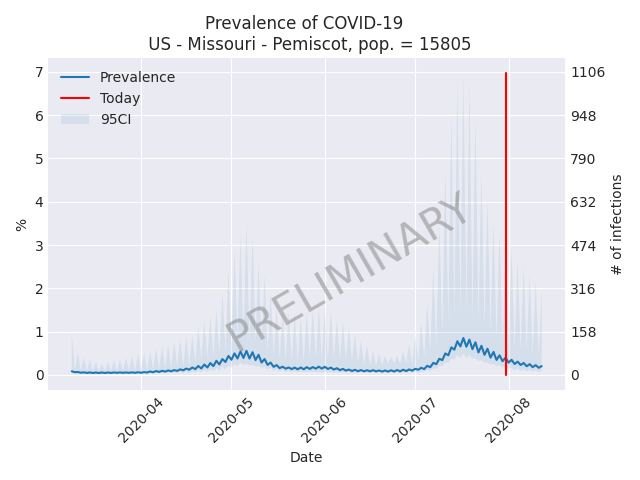 Prevalence of COVID-19
US - Missouri - Pemiscot, pop. = 15805
Prevalence
Today
95CI
7
6
5
4
3
2
1
0
%
1106
948
790
632
474
316
158
0
# of infections
PRELIMINARY
2020-04
2020-05
2020-06
2020-07
2020-08
Date